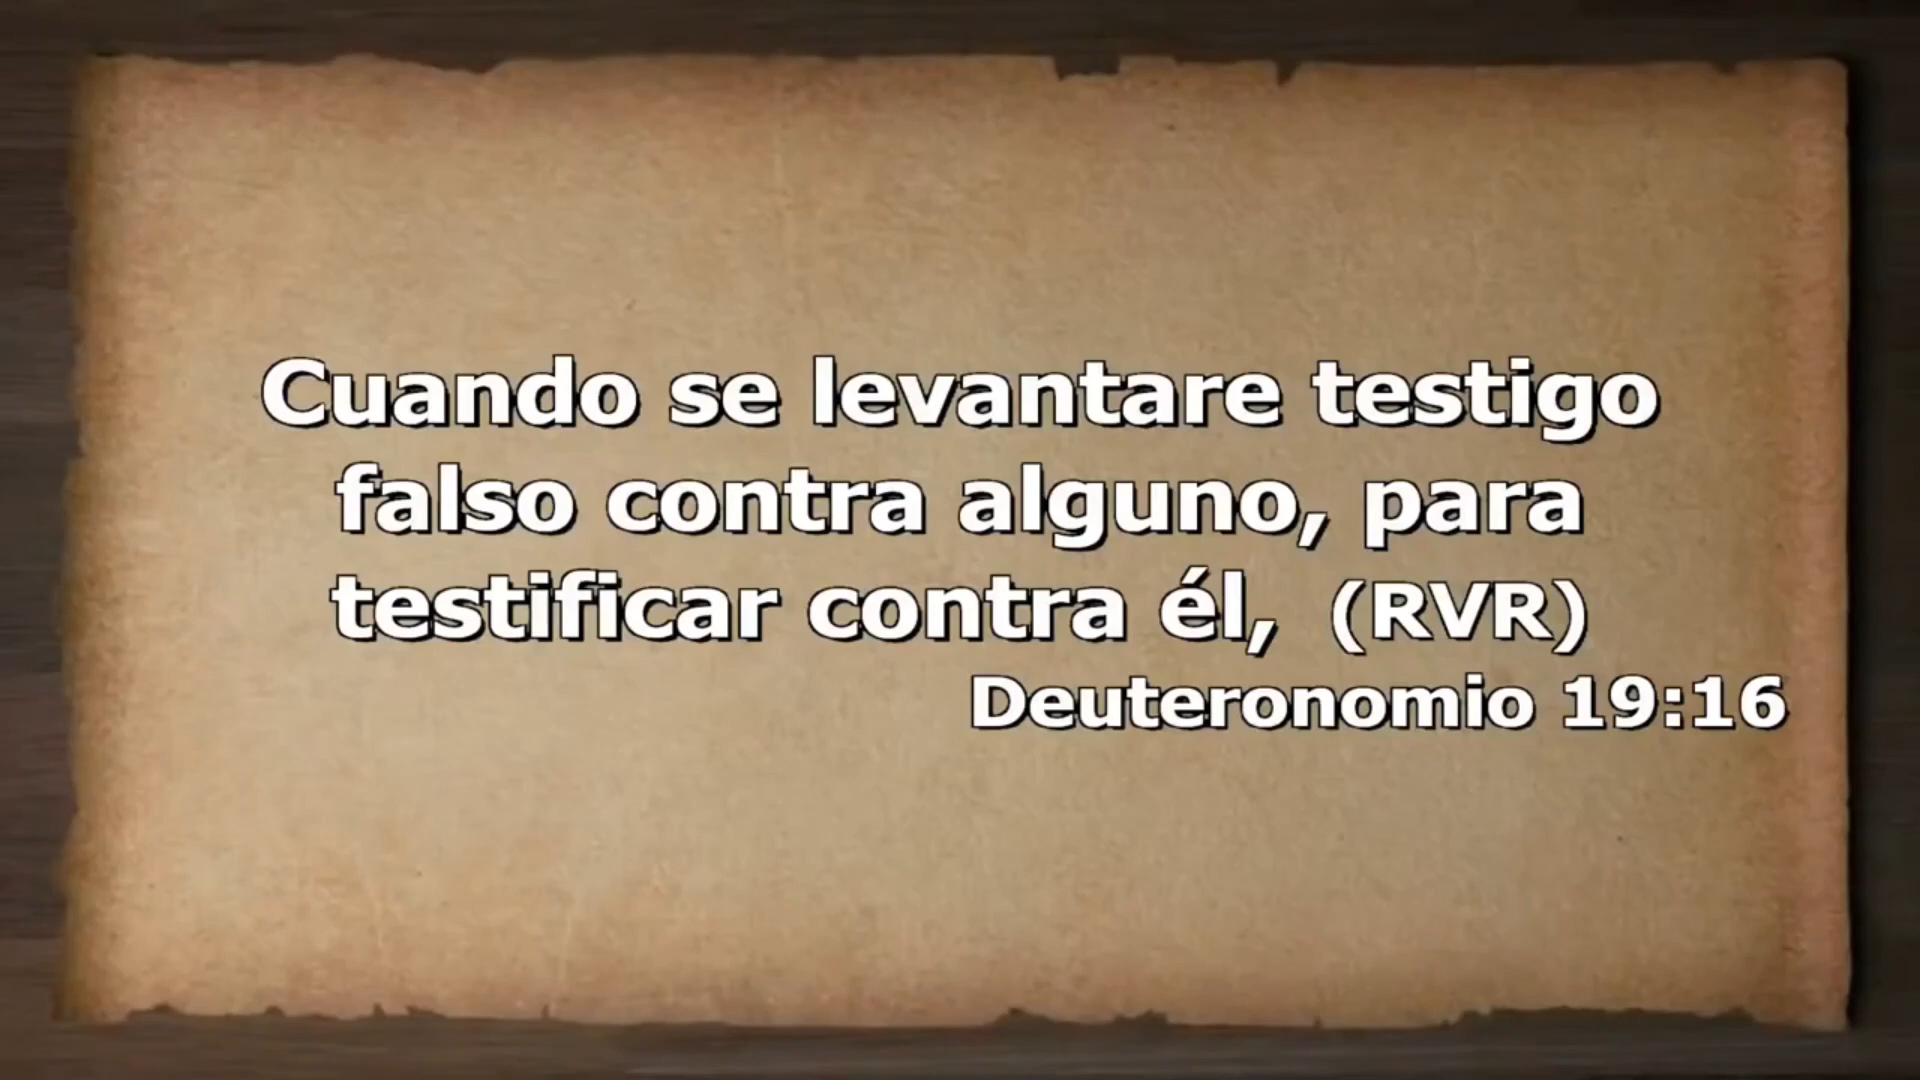 Cuando se levantare testigo
falso contra alguno, para
testificar contra él, (RVR)
Deuteronomio 19:16